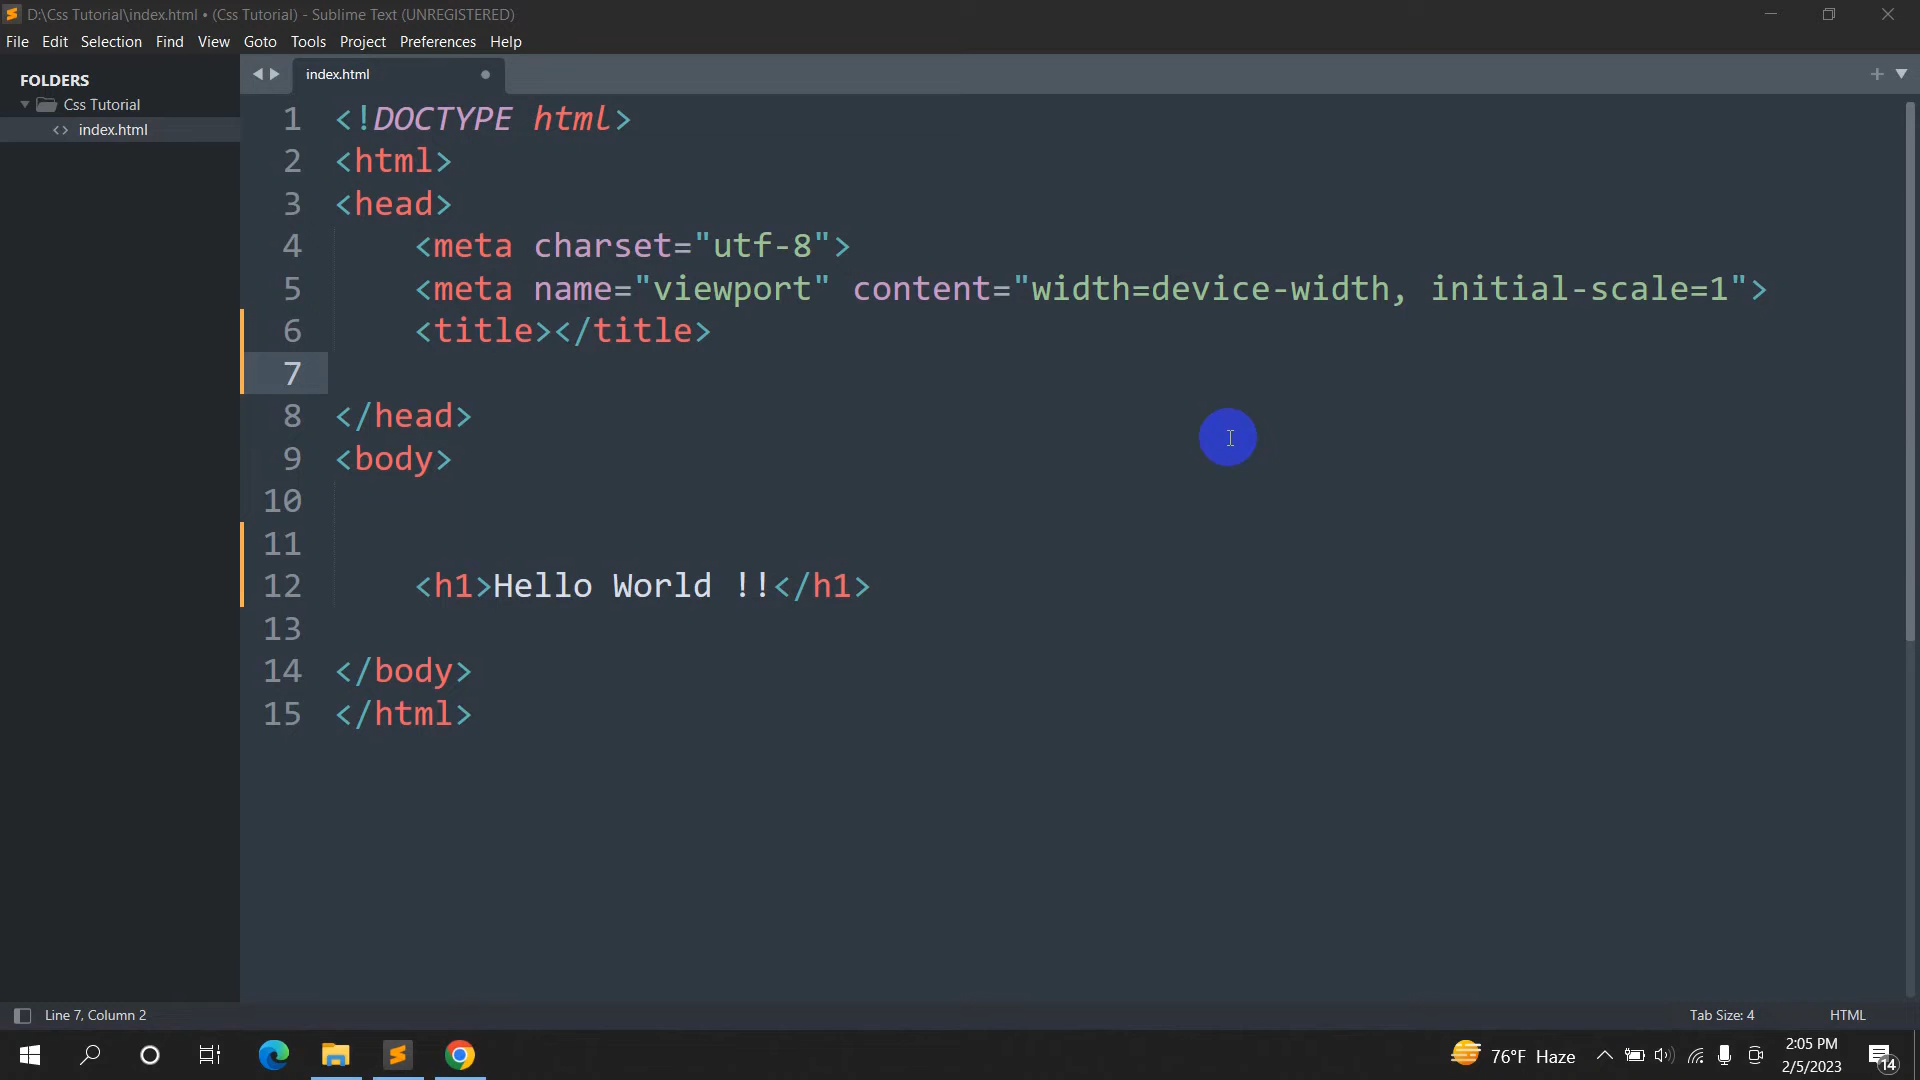 D:\Css Tutorial\index.html • (Css Tutorial) - Sublime Text (UNREGISTERED)
File Edit Selection Find View Goto Tools Project Preferences Help
FOLDERS
Css Tutorial
index.html
index.html
1 <!DOCTYPE html>
2 <html>
3 <head>
4 <meta charset="utf-8">
5 <meta name="viewport" content="width=device-width, initial-scale=1">
6 <title></title>
7
8 </head>
9 <body>
10
11
12 <h1>Hello World !!</h1>
13
14 </body>
15 </html>
Line 7, Column 2 Tab Size: 4 HTML
76°F Haze
2:05 PM
2/5/2023
14